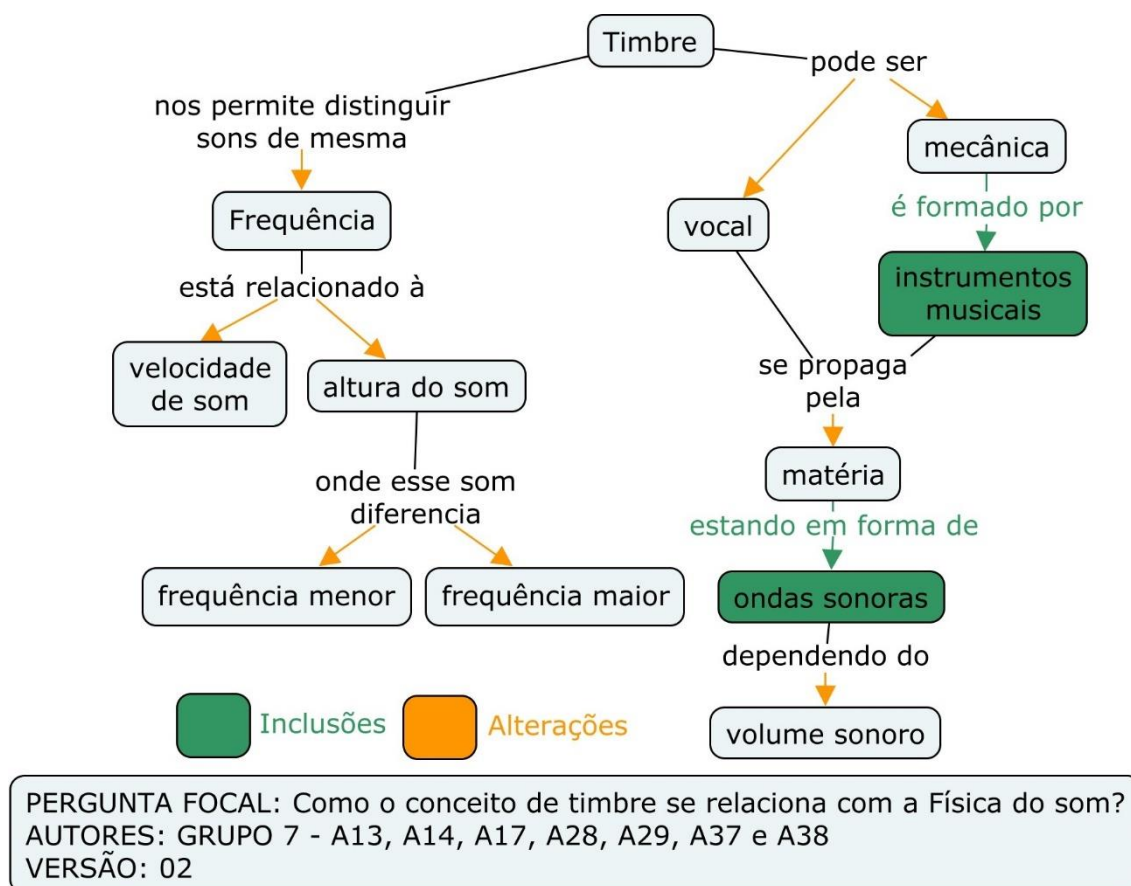 Timbre
pode ser
nos permite distinguir
sons de mesma
mecânica
Frequência
vocal
é formado por
está relacionado à
instrumentos
musicais
velocidade
de som
altura do som
se propaga
pela
onde esse som
diferencia
matéria
estando em forma de
frequência menor
frequência maior
ondas sonoras
dependendo do
Inclusões
Alterações
volume sonoro
PERGUNTA FOCAL: Como o conceito de timbre se relaciona com a Física do som?
AUTORES: GRUPO 7 - A13, A14, A17, A28, A29, A37 e A38
VERSÃO: 02